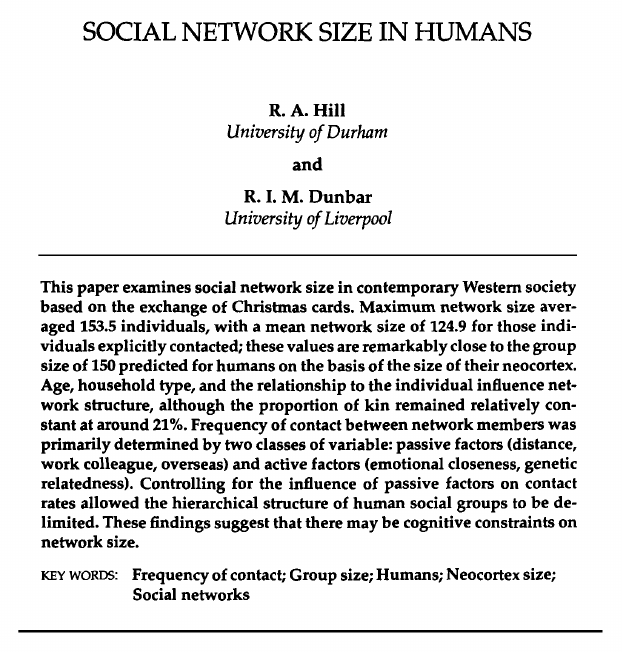 SOCIAL NETWORK SIZE IN HUMANS
R. A. Hill
University of Durham
and
R. I. M. Dunbar
University of Liverpool
This paper examines social network size in contemporary Western society
based on the exchange of Christmas cards. Maximum network size aver-
aged 153.5 individuals, with a mean network size of 124.9 for those indi-
viduals explicitly contacted; these values are remarkably close to the group
size of 150 predicted for humans on the basis of the size of their neocortex.
Age, household type, and the relationship to the individual influence net-
work structure, although the proportion of kin remained relatively con-
stant at around 21%. Frequency of contact between network members was
primarily determined by two classes of variable: passive factors (distance,
work colleague, overseas) and active factors (emotional closeness, genetic
relatedness). Controlling for the influence of passive factors on contact
rates allowed the hierarchical structure of human social groups to be de-
limited. These findings suggest that there may be cognitive constraints on
network size.
KEY WORDS: Frequency of contact; Group size; Humans; Neocortex size;
Social networks